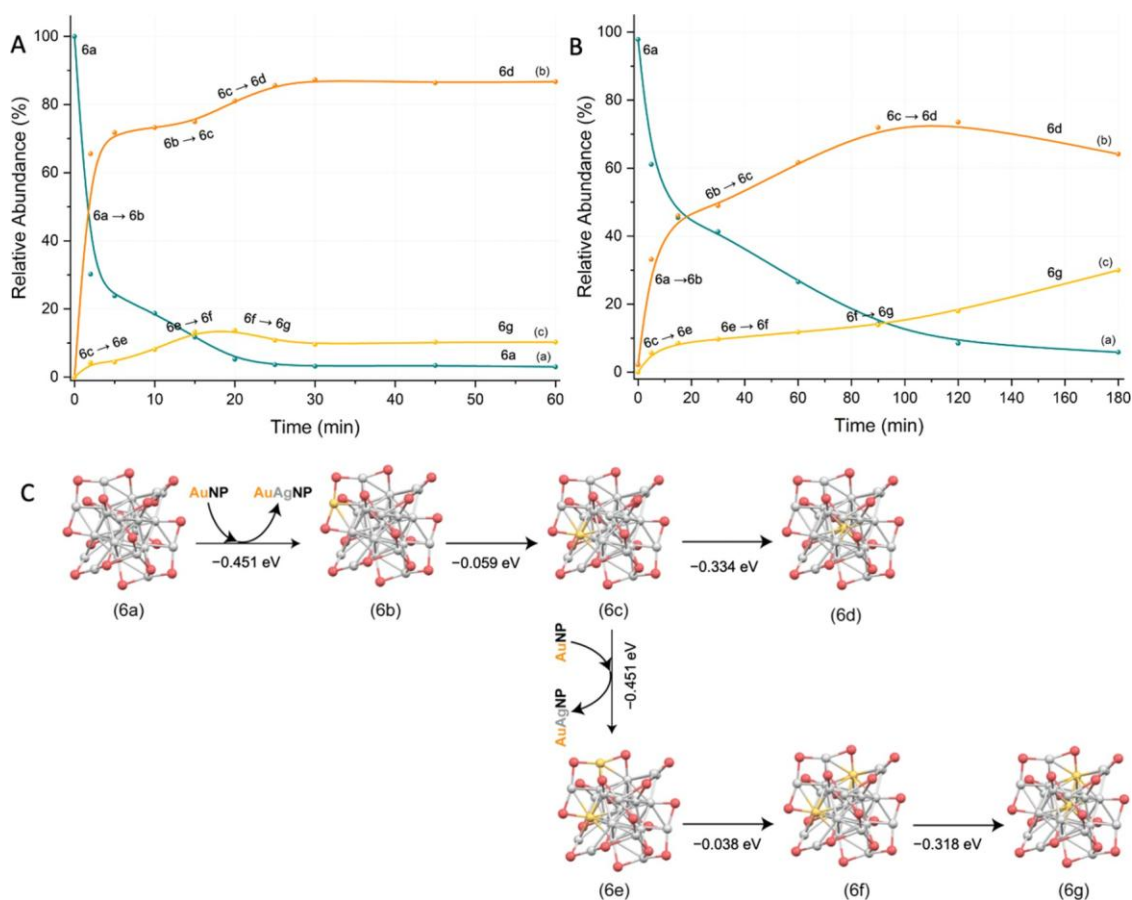 A
100
80
60
40
20
0
Relative Abundance (%)
6a
6a → 6b
6b → 6c
6c → 6d
6d
(b)
6c → 6e
6e → 6f
6f → 6g
6g
(c)
6a
(a)
0
10
20
30
40
50
60
Time (min)
B
100
80
60
40
20
0
Relative Abundance (%)
6a
6a → 6b
6b → 6c
6c → 6d
6d
(b)
6c → 6e
6e → 6f
6f → 6g
6g
(c)
(a)
0
20
40
60
80
100
120
140
160
180
Time (min)
C
AuNP
AuAgNP
−0.451 eV
−0.059 eV
−0.334 eV
(6a)
(6b)
(6c)
(6d)
AuNP
AuAgNP
−0.451 eV
−0.038 eV
−0.318 eV
(6e)
(6f)
(6g)